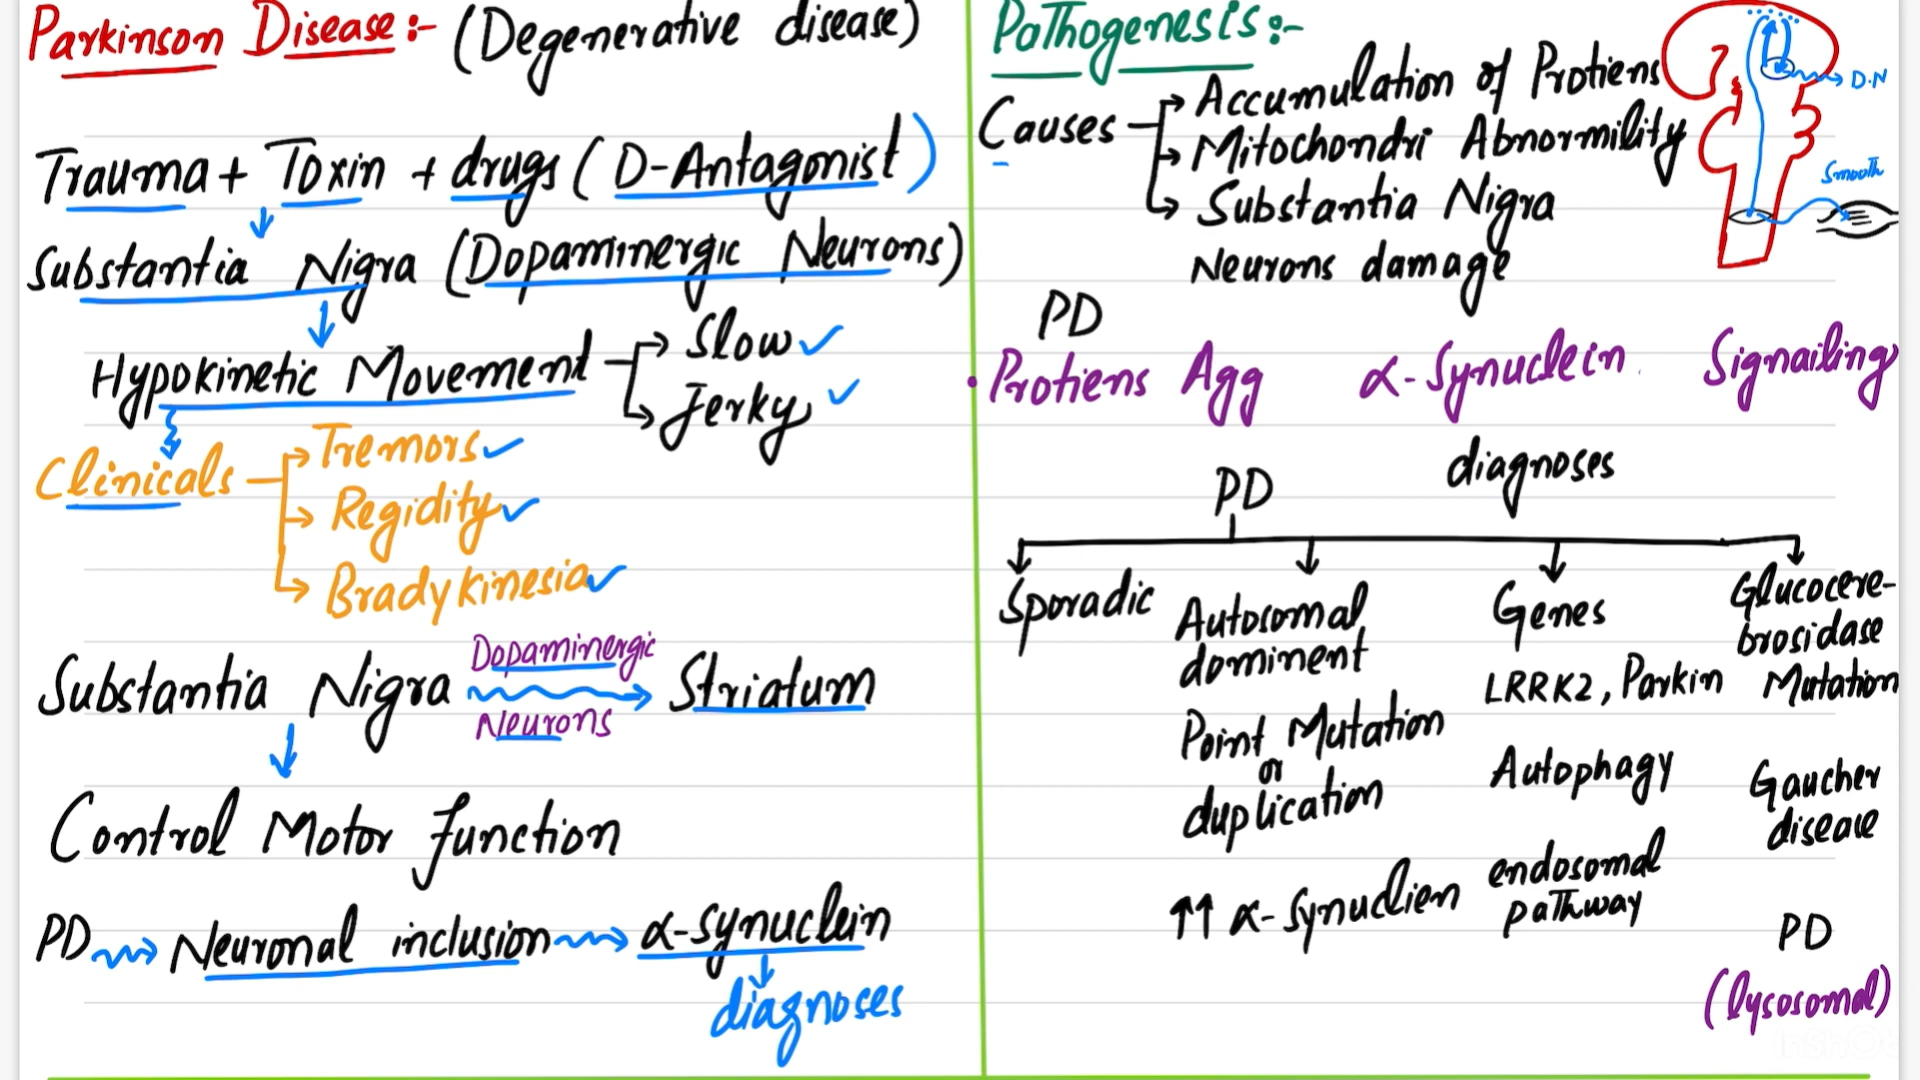 Parkinson Disease:- (Degenerative disease)
Trauma + Toxin + drugs (D-Antagonist)
Substantia Nigra (Dopaminergic Neurons)
Hypokinetic Movement
Slow
Jerky
Clinicals
Tremors
Regidity
Bradykinesia
Substantia Nigra Dopaminergic Neurons Striatum
Control Motor function
PD Neuronal inclusion α-synuclein
diagnoses
Pathogenesis:-
Causes
Accumulation of Protiens
Mitochondri Abnormility
Substantia Nigra
Neurons damage
D.N
Smooth
PD
Protiens Agg α-Synuclein Signailing
diagnoses
PD
Sporadic
Autosomal
dominent
Point Mutation
or
duplication
↑↑ α-Synuclien
Genes
LRRK2, Parkin
Autophagy
endosomal
pathway
Glucocere-
brosidase
Mutation
Gaucher
disease
PD
(lysosomal)